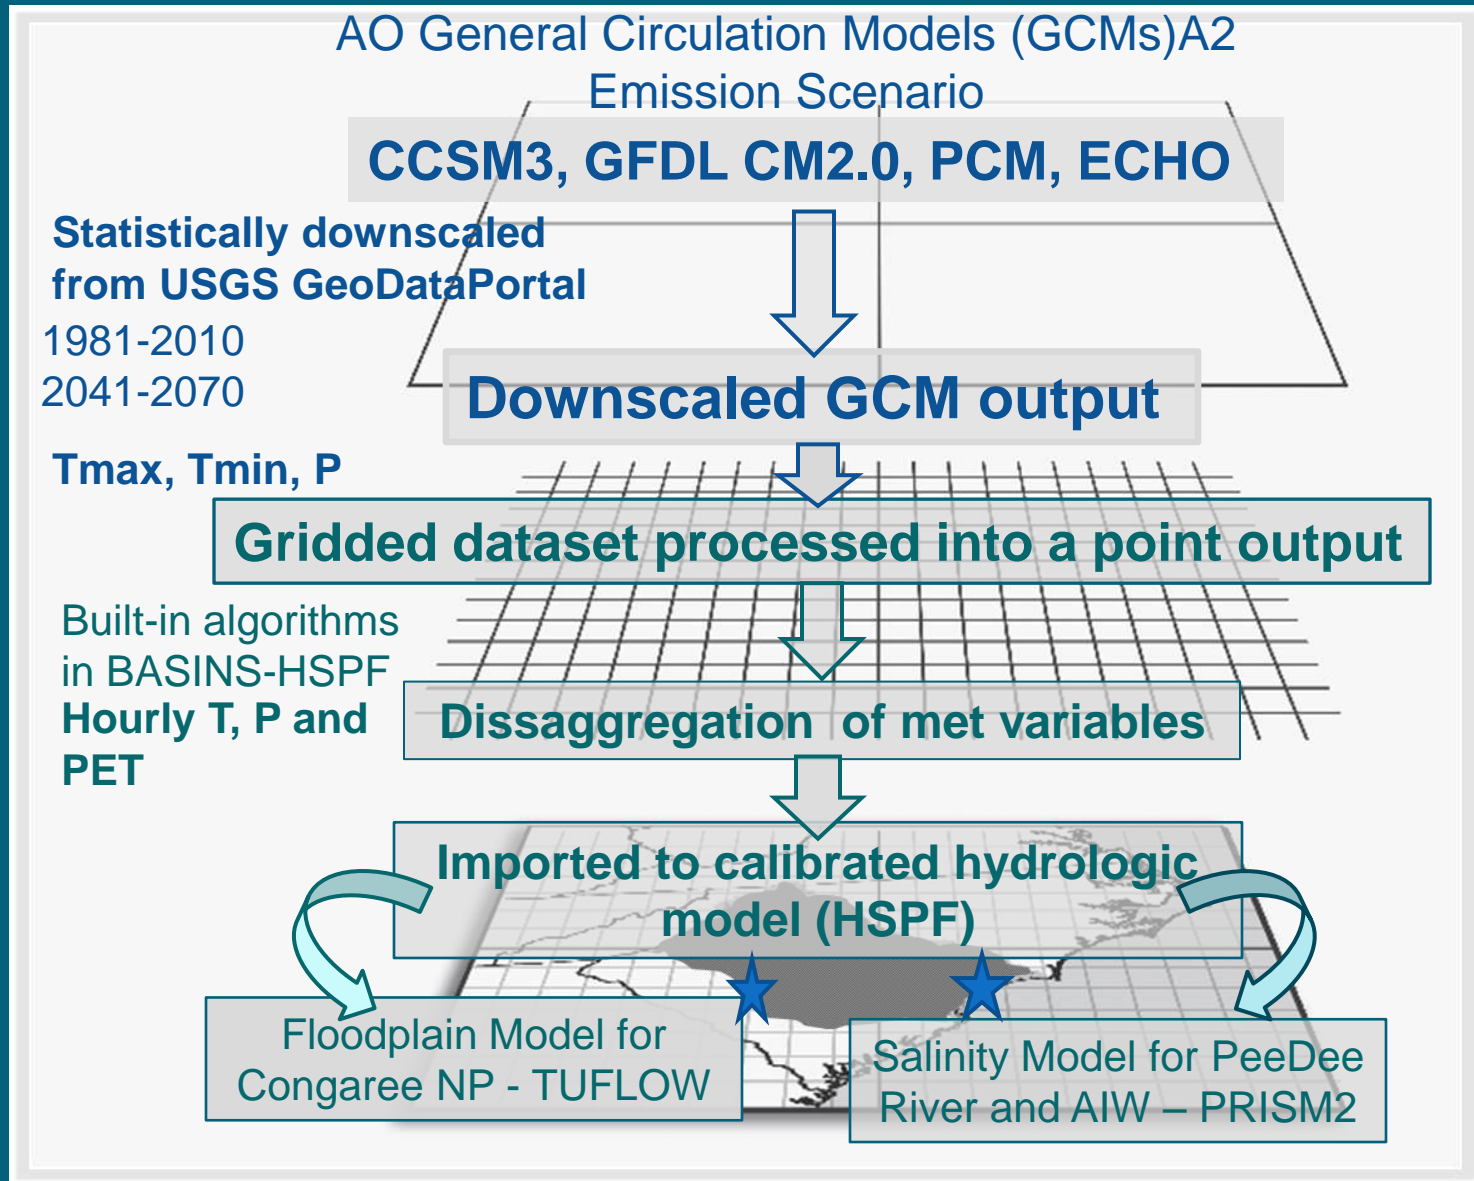 AO General Circulation Models (GCMs)A2
Emission Scenario
CCSM3, GFDL CM2.0, PCM, ECHO
Statistically downscaled
from USGS GeoDataPortal
1981-2010
2041-2070
Downscaled GCM output
Tmax, Tmin, P
Gridded dataset processed into a point output
Built-in algorithms
in BASINS-HSPF
Hourly T, P and
PET
Dissaggregation of met variables
Imported to calibrated hydrologic
model (HSPF)
Floodplain Model for
Congaree NP - TUFLOW
Salinity Model for PeeDee
River and AIW – PRISM2